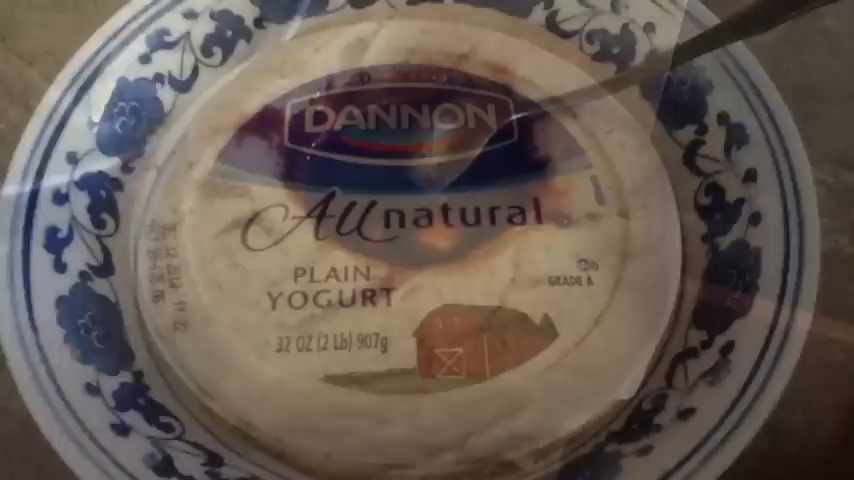 DANNON
All natural
PLAIN
YOGURT
GRADE A
32 OZ (2 Lb) 907g